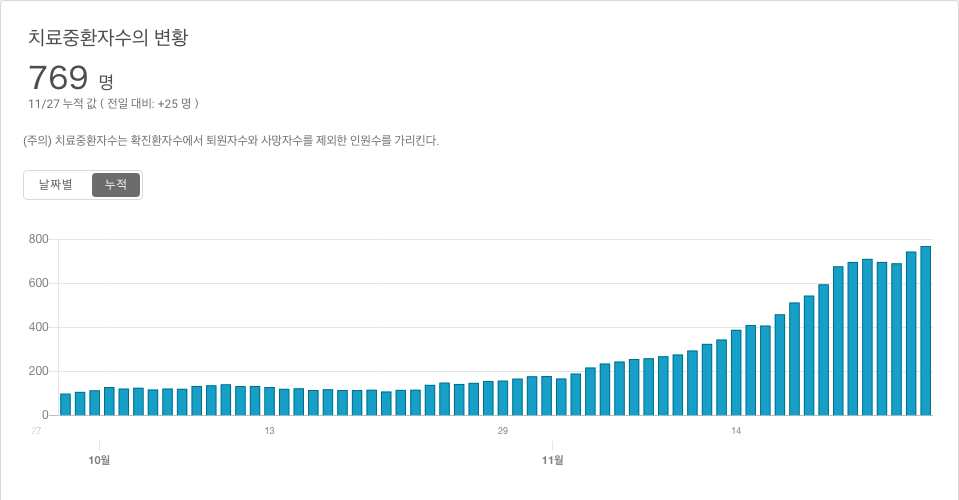 치료중환자수의 변황
769 명
11/27 누적 값 ( 전일 대비: +25 명 )
(주의) 치료중환자수는 확진환자수에서 퇴원자수와 사망자수를 제외한 인원수를 가리킨다.
날짜별 누적
800
600
400
200
0
27 13 29 14
10월 11월